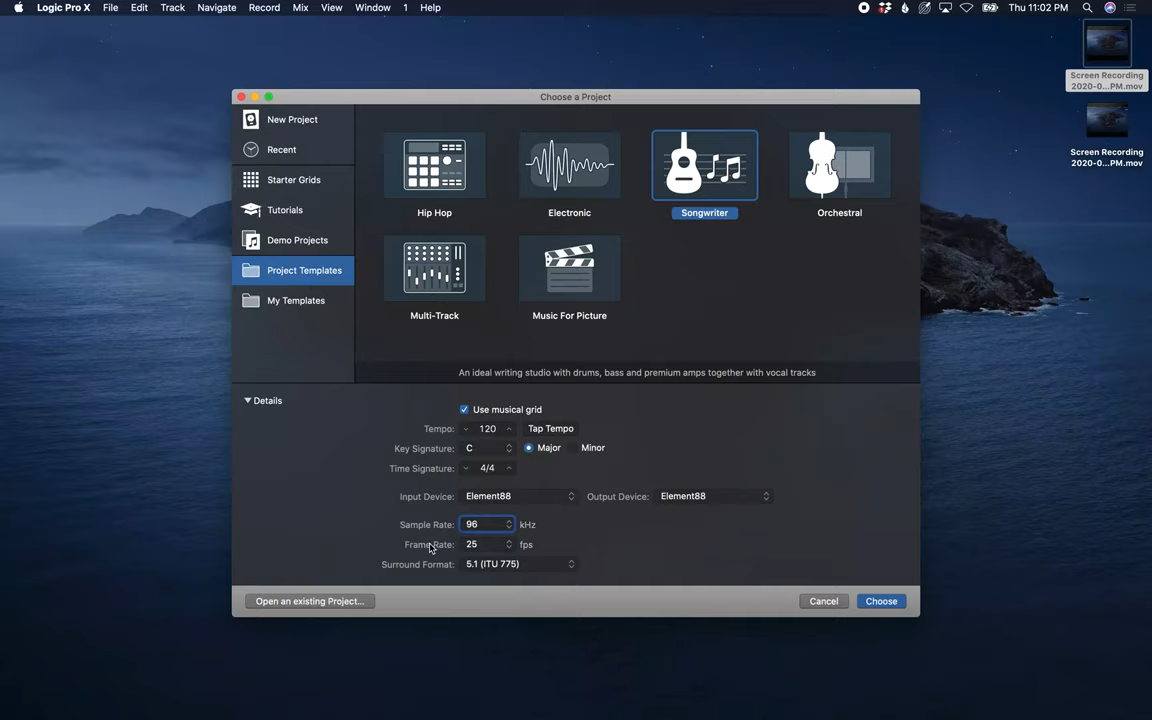 Logic Pro X File Edit Track Navigate Record Mix View Window 1 Help
Thu 11:02 PM
Screen Recording
2020-0...PM.mov
Screen Recording
2020-0...PM.mov
Choose a Project
New Project
Recent
Starter Grids
Tutorials
Demo Projects
Project Templates
My Templates
Hip Hop
Electronic
Songwriter
Orchestral
Multi-Track
Music For Picture
An ideal writing studio with drums, bass and premium amps together with vocal tracks
Details
Use musical grid
Tempo: 120 Tap Tempo
Key Signature: C Major Minor
Time Signature: 4/4
Input Device: Element88 Output Device: Element88
Sample Rate: 96 kHz
Frame Rate: 25 fps
Surround Format: 5.1 (ITU 775)
Open an existing Project... Cancel Choose